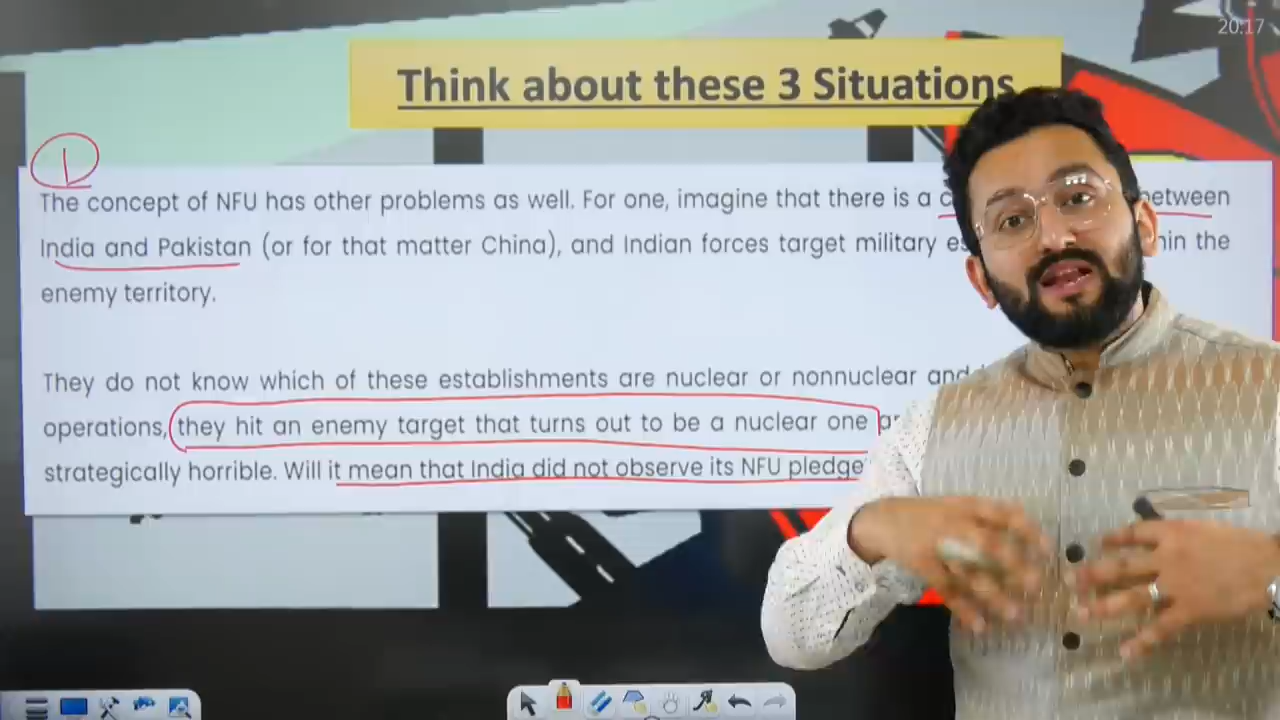 20:17
Think about these 3 Situations
1
The concept of NFU has other problems as well. For one, imagine that there is a between
India and Pakistan (or for that matter China), and Indian forces target military the
enemy territory.
They do not know which of these establishments are nuclear or nonnuclear and
operations, they hit an enemy target that turns out to be a nuclear one
strategically horrible. Will it mean that India did not observe its NFU pledge